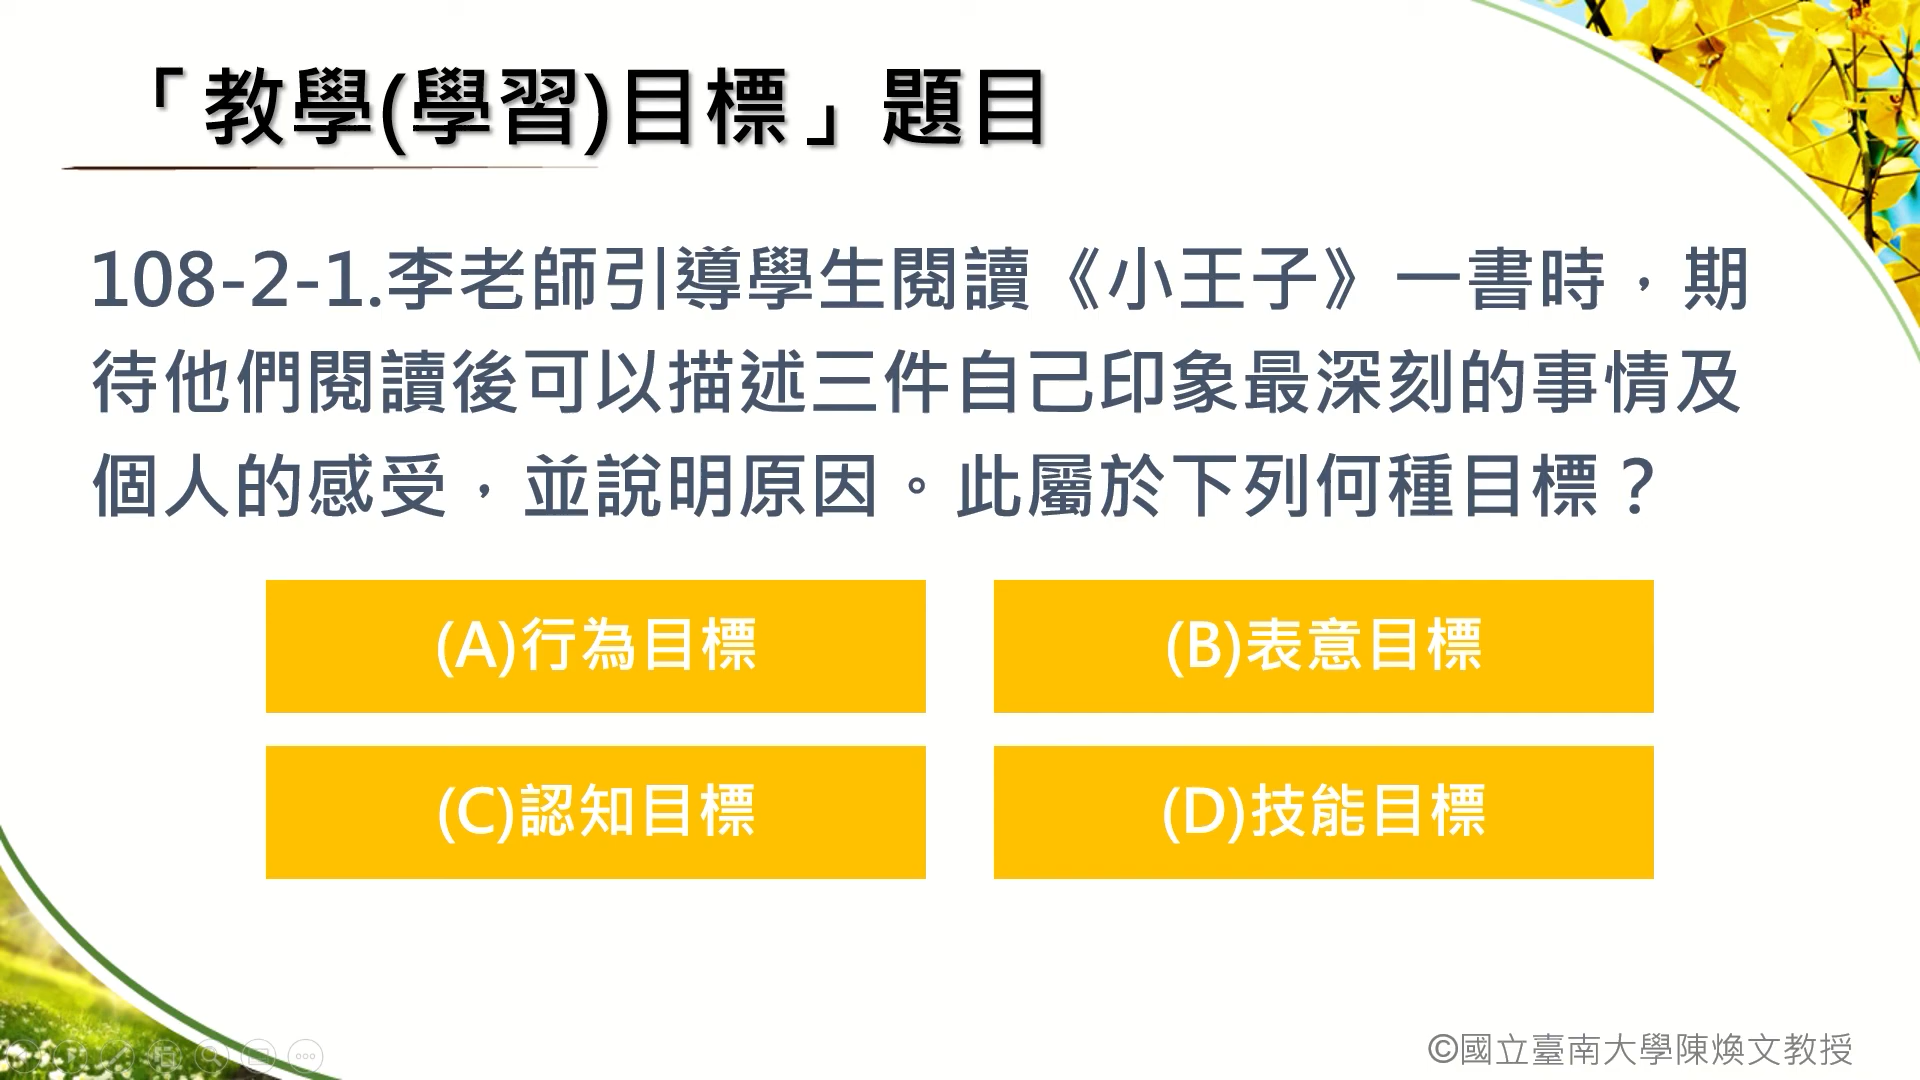 「教學(學習)目標」題目
108-2-1.李老師引導學生閱讀《小王子》一書時，期
待他們閱讀後可以描述三件自己印象最深刻的事情及
個人的感受，並說明原因。此屬於下列何種目標？
(A)行為目標
(B)表意目標
(C)認知目標
(D)技能目標
©國立臺南大學陳煥文教授